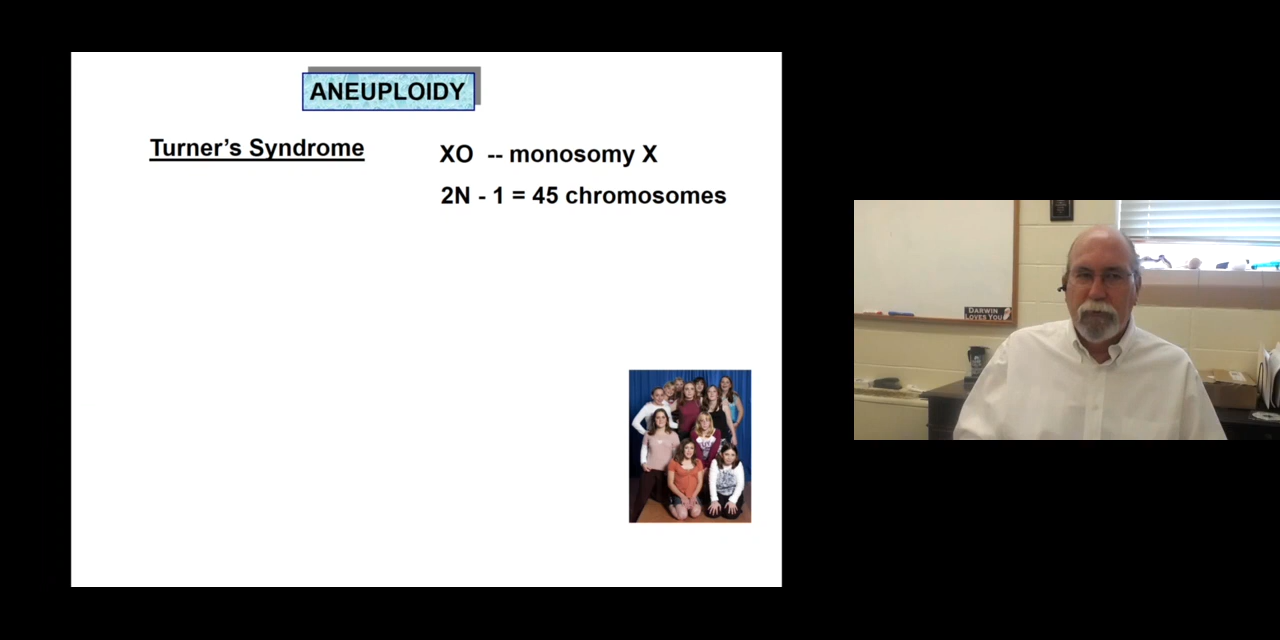 ANEUPLOIDY
Turner’s Syndrome
XO -- monosomy X
2N - 1 = 45 chromosomes
DARWIN
LOVES YOU